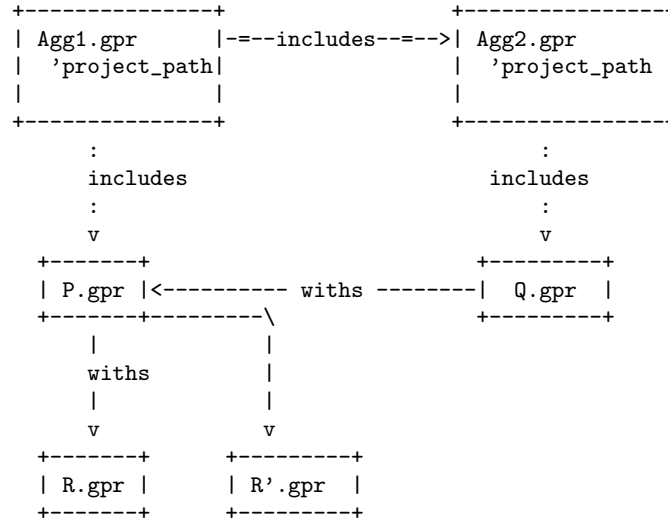 +---------------+                  +----------------
| Agg1.gpr      |-=--includes--=-->| Agg2.gpr
|  'project_path|                  |  'project_path
|               |                  |
+---------------+                  +----------------
      :                                   :
      includes                        includes
      :                                   :
      v                                   v
  +-------+                          +---------+
  | P.gpr |<---------- withs --------|  Q.gpr  |
  +-------+---------\                +---------+
      |             |
      withs         |
      |             |
      v             v
  +-------+      +---------+
  | R.gpr |      | R'.gpr  |
  +-------+      +---------+